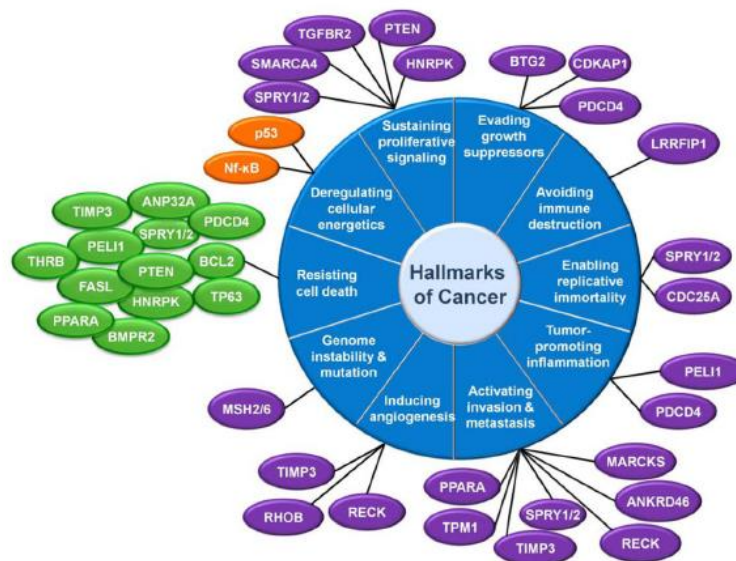 TGFBR2
PTEN
SMARCA4
HNRPK
SPRY1/2
BTG2
CDKAP1
PDCD4
LRRFIP1
p53
Nf-κB
Sustaining
proliferative
signaling
Evading
growth
suppressors
Deregulating
cellular
energetics
Avoiding
immune
destruction
Resisting
cell death
Hallmarks
of Cancer
Enabling
replicative
immortality
Genome
instability &
mutation
Tumor-
promoting
inflammation
Inducing
angiogenesis
Activating
invasion &
metastasis
TIMP3
ANP32A
PDCD4
SPRY1/2
PELI1
THRB
PTEN
BCL2
FASL
HNRPK
TP63
PPARA
BMPR2
SPRY1/2
CDC25A
PELI1
PDCD4
MSH2/6
TIMP3
RHOB
RECK
PPARA
TPM1
SPRY1/2
TIMP3
MARCKS
ANKRD46
RECK